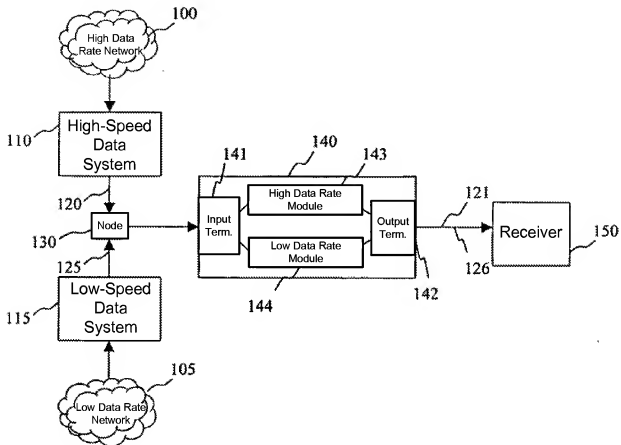 100
High Data
Rate Network
110
High-Speed
Data
System
120
Node
130
125
Low-Speed
Data
System
115
105
Low Data Rate
Network
140
141
143
Input
Term.
High Data Rate
Module
Low Data Rate
Module
144
Output
Term.
142
121
126
Receiver
150